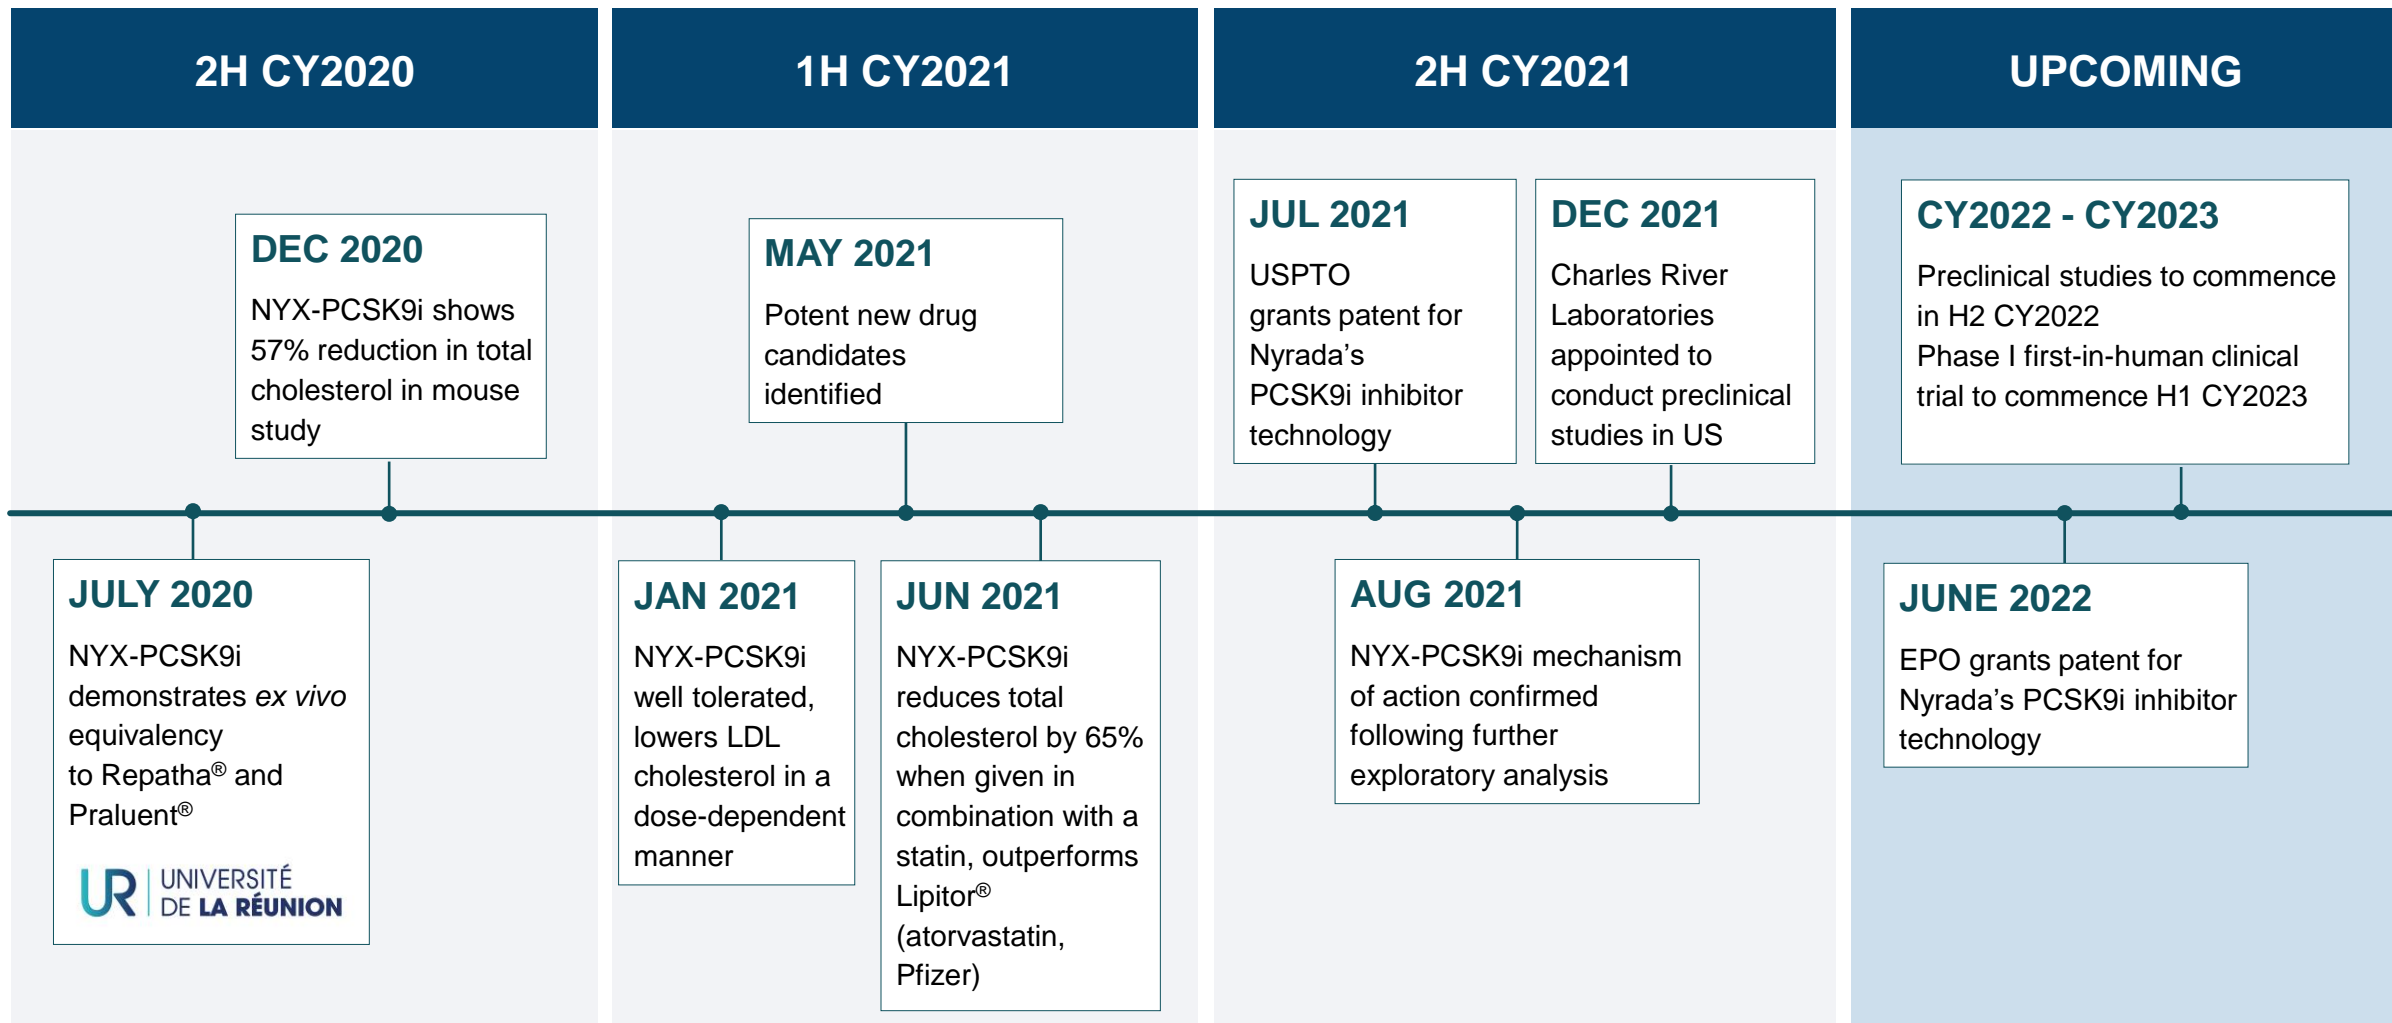 2H CY2020
1H CY2021
2H CY2021
UPCOMING
DEC 2020
NYX-PCSK9i shows
57% reduction in total
cholesterol in mouse
study
MAY 2021
Potent new drug
candidates
identified
JUL 2021
USPTO
grants patent for
Nyrada’s
PCSK9i inhibitor
technology
DEC 2021
Charles River
Laboratories
appointed to
conduct preclinical
studies in US
CY2022 - CY2023
Preclinical studies to commence
in H2 CY2022
Phase I first-in-human clinical
trial to commence H1 CY2023
JULY 2020
NYX-PCSK9i
demonstrates ex vivo
equivalency
to Repatha® and
Praluent®
UR UNIVERSITÉ
DE LA RÉUNION
JAN 2021
NYX-PCSK9i
well tolerated,
lowers LDL
cholesterol in a
dose-dependent
manner
JUN 2021
NYX-PCSK9i
reduces total
cholesterol by 65%
when given in
combination with a
statin, outperforms
Lipitor®
(atorvastatin,
Pfizer)
AUG 2021
NYX-PCSK9i mechanism
of action confirmed
following further
exploratory analysis
JUNE 2022
EPO grants patent for
Nyrada’s PCSK9i inhibitor
technology